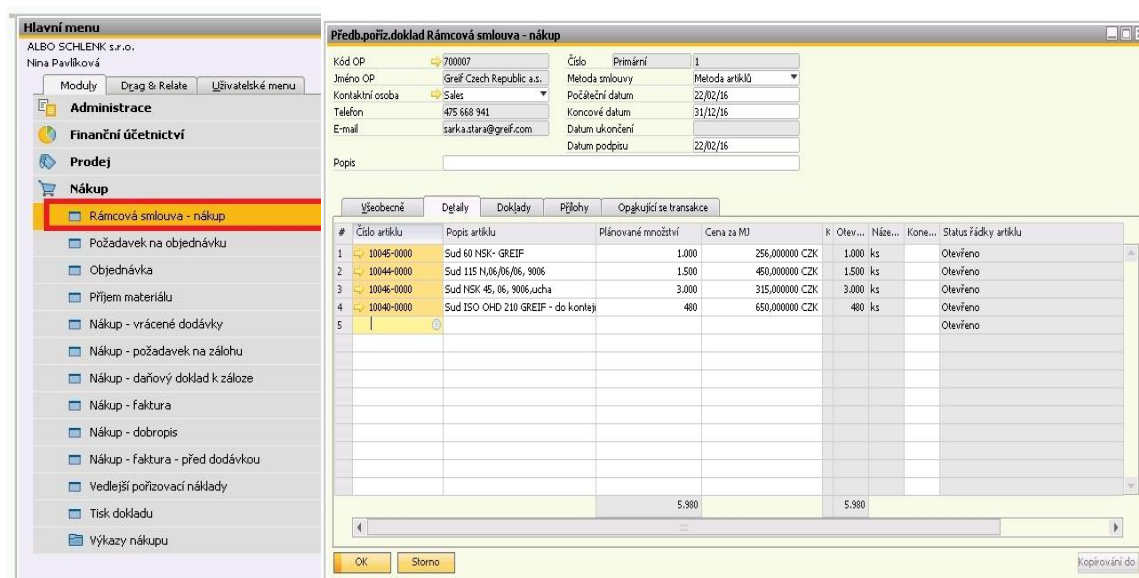 Hlavní menu
ALBO SCHLENK s.r.o.
Nina Pavlíková
Moduly Drag & Relate Uživatelské menu
Administrace
Finanční účetnictví
Prodej
Nákup
Rámcová smlouva - nákup
Požadavek na objednávku
Objednávka
Příjem materiálu
Nákup - vrácené dodávky
Nákup - požadavek na zálohu
Nákup - daňový doklad k záloze
Nákup - faktura
Nákup - dobropis
Nákup - faktura - před dodávkou
Vedlejší pořizovací náklady
Tisk dokladu
Výkazy nákupu
Předb.poříz.doklad Rámcová smlouva - nákup
Kód OP 700007 Číslo Primární 1
Jméno OP Greif Czech Republic a.s. Metoda smlouvy Metoda artiklů
Kontaktní osoba Sales Počáteční datum 22/02/16
Telefon 475 668 941 Koncové datum 31/12/16
E-mail sarka.stara@greif.com Datum ukončení
Datum podpisu 22/02/16
Popis
Všeobecně Detaily Doklady Přílohy Opakující se transakce
# Číslo artiklu Popis artiklu Plánované množství Cena za MJ K Otev... Náze... Kone... Status řádky artiklu
1 10045-0000 Sud 60 NSK- GREIF 1.000 256,000000 CZK 1.000 ks Otevřeno
2 10044-0000 Sud 115 N,06/06/06, 9006 1.500 450,000000 CZK 1.500 ks Otevřeno
3 10046-0000 Sud NSK 45, 06, 9006,ucha 3.000 315,000000 CZK 3.000 ks Otevřeno
4 10040-0000 Sud ISO OHD 210 GREIF - do kontej 480 650,000000 CZK 480 ks Otevřeno
5 Otevřeno
5.980 5.980
OK Storno Kopírování do